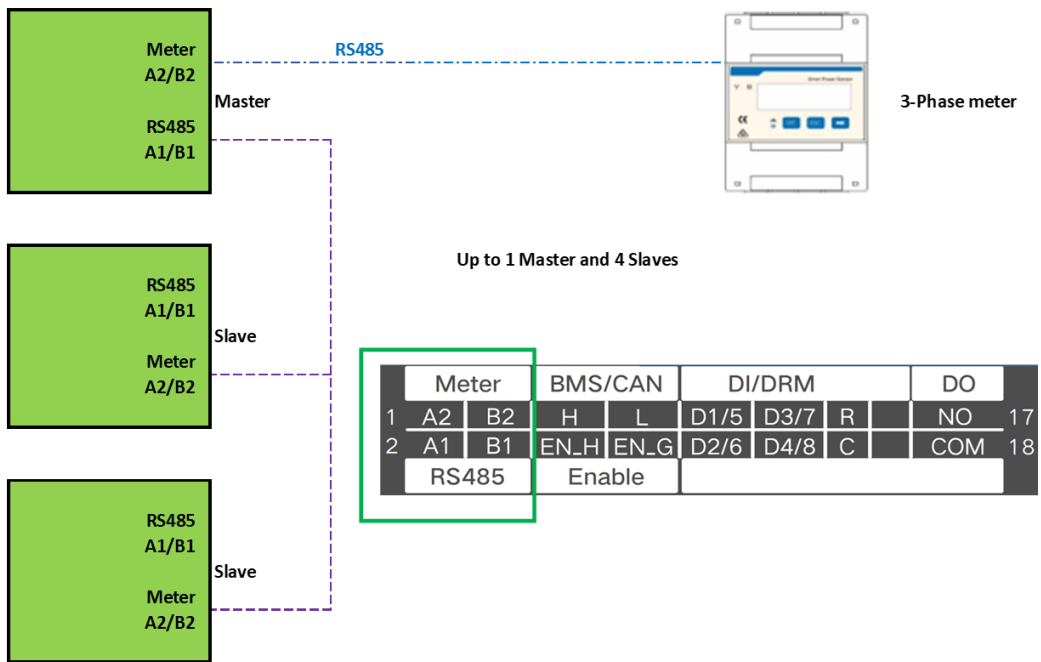 Meter
A2/B2
RS485
A1/B1
Master
RS485
3-Phase meter
Smart Phase Sensor
Up to 1 Master and 4 Slaves
RS485
A1/B1
Meter
A2/B2
Slave
RS485
A1/B1
Meter
A2/B2
Slave
Meter BMS/CAN DI/DRM DO
1 A2 B2 H L D1/5 D3/7 R NO 17
2 A1 B1 EN_H EN_G D2/6 D4/8 C COM 18
RS485 Enable